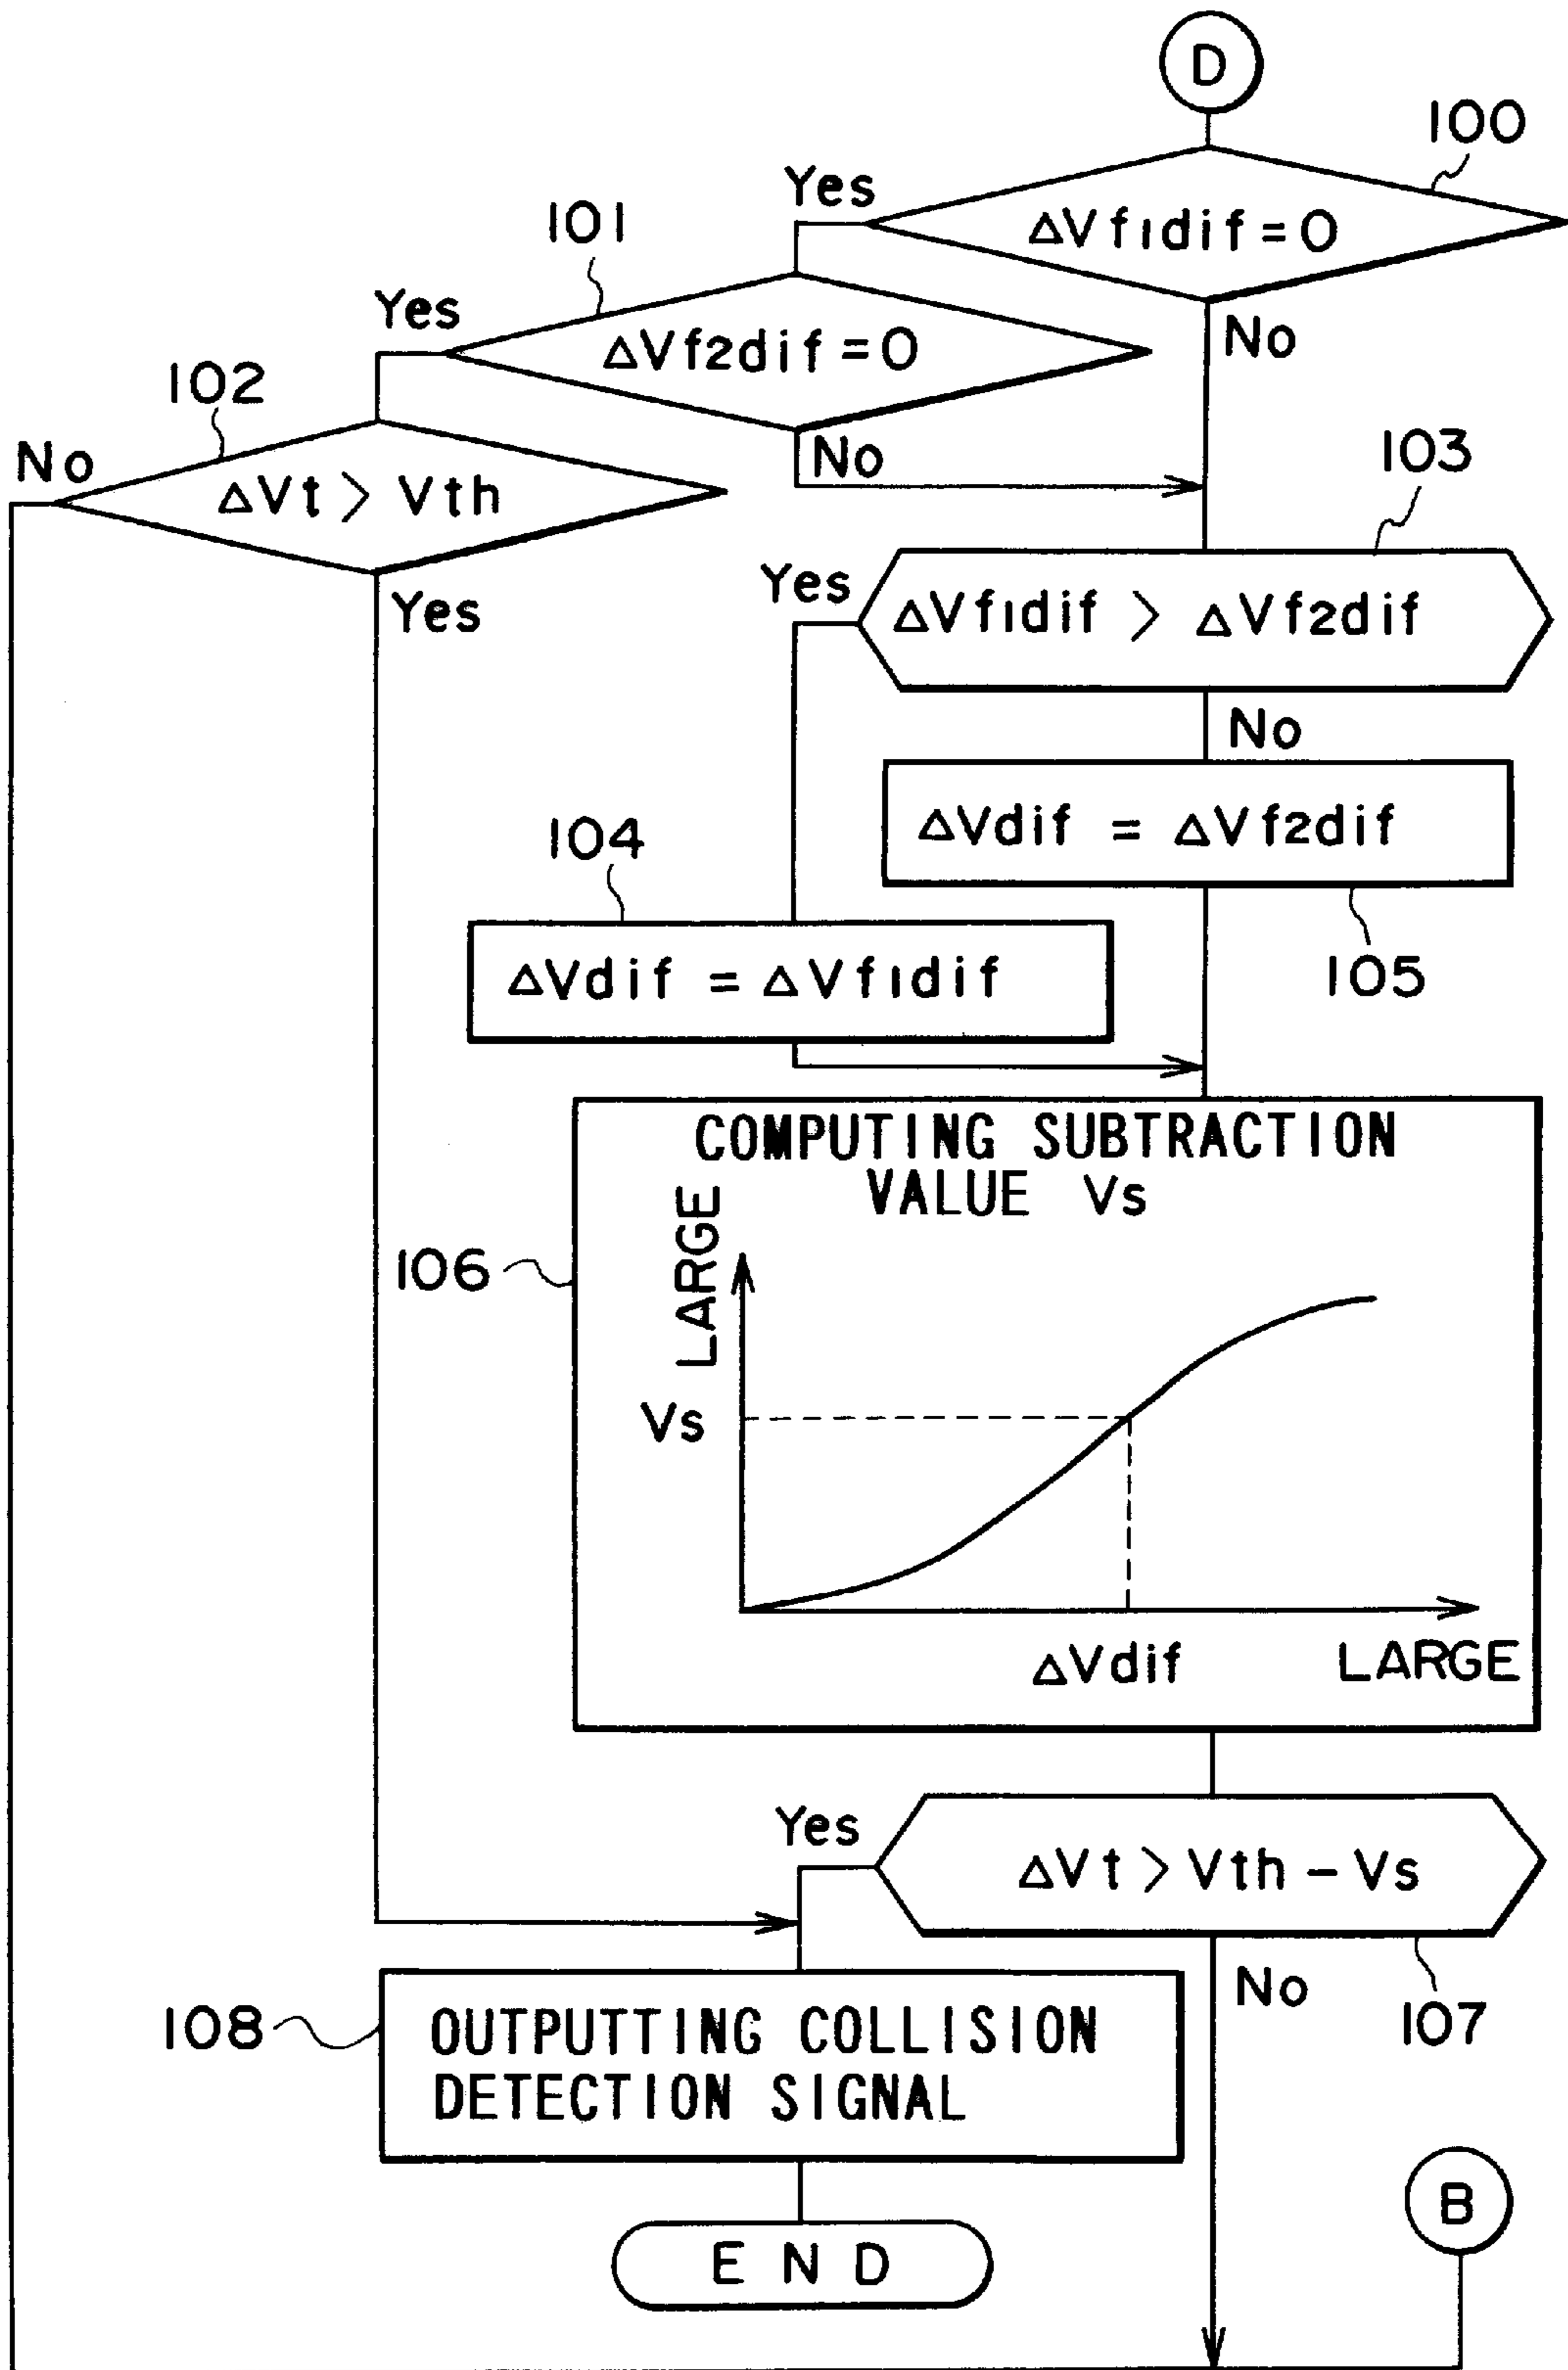 D
100
Yes
ΔVf1dif = 0
No
101
Yes
ΔVf2dif = 0
No
102
No
ΔVt > Vth
Yes
103
Yes
ΔVf1dif > ΔVf2dif
No
ΔVdif = ΔVf2dif
105
104
ΔVdif = ΔVf1dif
COMPUTING SUBTRACTION
VALUE Vs
106
LARGE
Vs
ΔVdif
LARGE
Yes
ΔVt > Vth - Vs
No
107
108
OUTPUTTING COLLISION
DETECTION SIGNAL
END
B